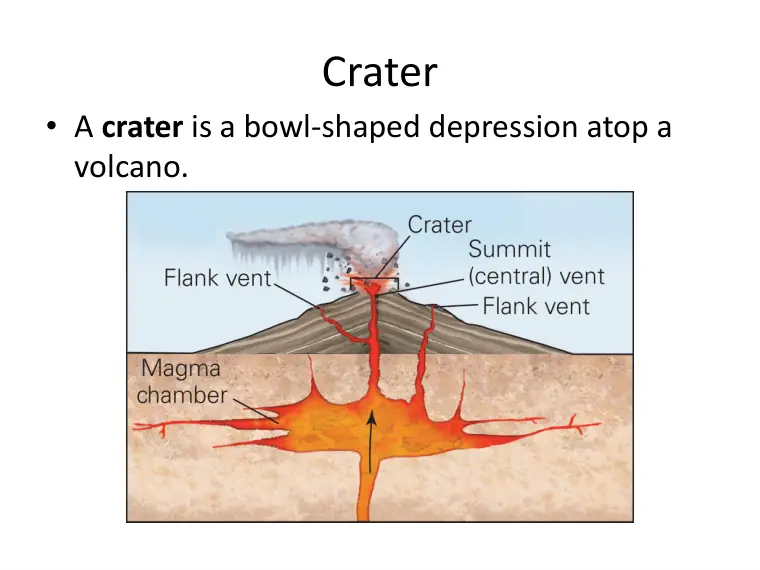 Crater
• A crater is a bowl-shaped depression atop a
volcano.
Crater
Summit
(central) vent
Flank vent
Flank vent
Magma
chamber